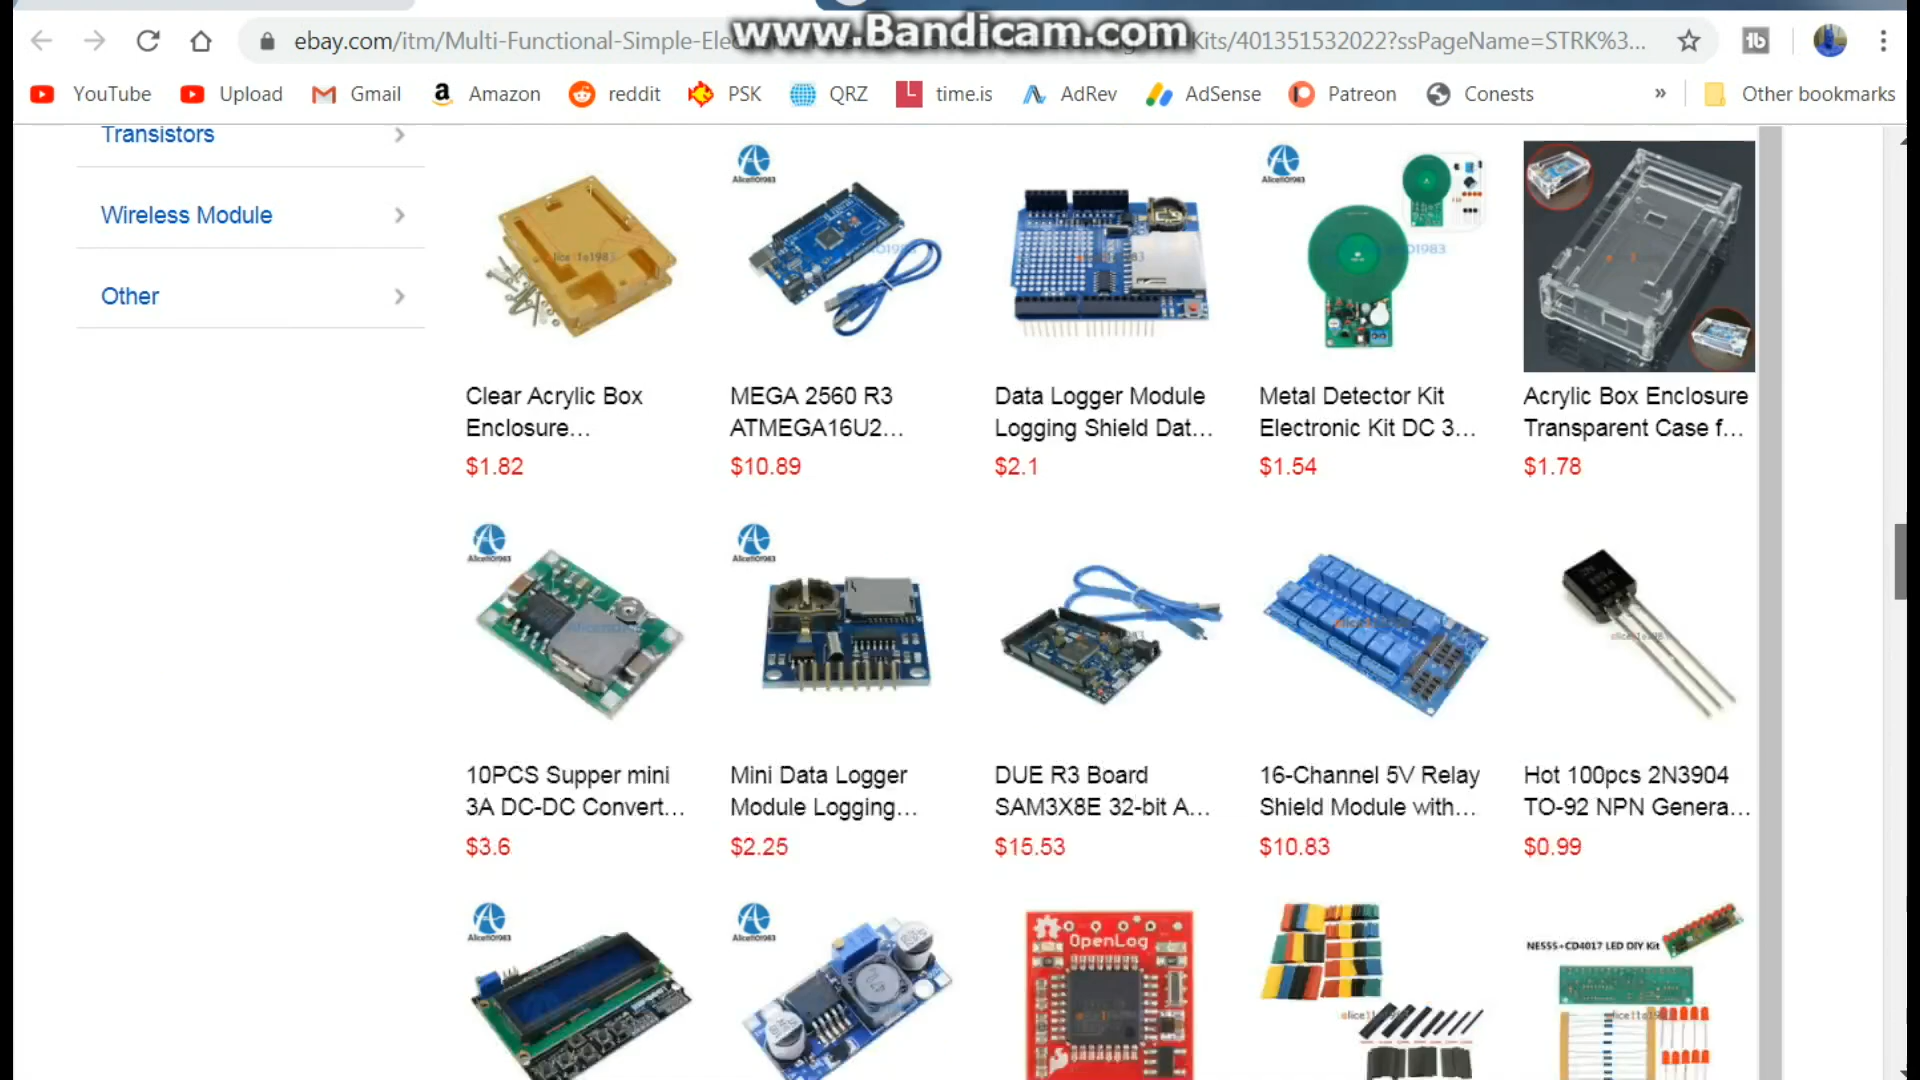 www.Bandicam.com
ebay.com/itm/Multi-Functional-Simple-Elec
Kits/401351532022?ssPageName=STRK%3...
YouTube
Upload
Gmail
Amazon
reddit
PSK
QRZ
time.is
AdRev
AdSense
Patreon
Conests
»
Other bookmarks
Transistors
Wireless Module
Other
Clear Acrylic Box
Enclosure...
$1.82
MEGA 2560 R3
ATMEGA16U2...
$10.89
Data Logger Module
Logging Shield Dat...
$2.1
Metal Detector Kit
Electronic Kit DC 3...
$1.54
Acrylic Box Enclosure
Transparent Case f...
$1.78
10PCS Supper mini
3A DC-DC Convert...
$3.6
Mini Data Logger
Module Logging...
$2.25
DUE R3 Board
SAM3X8E 32-bit A...
$15.53
16-Channel 5V Relay
Shield Module with...
$10.83
Hot 100pcs 2N3904
TO-92 NPN Genera...
$0.99
OpenLog
NE555+CD4017 LED DIY Kit